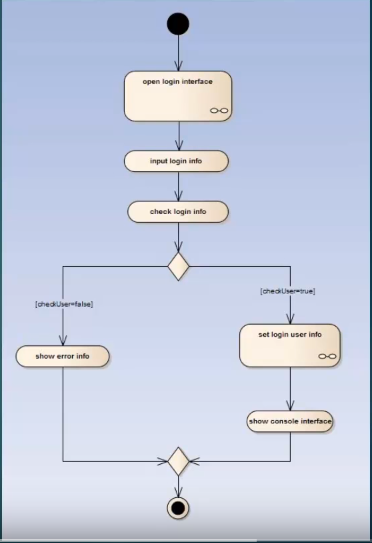 open login interface
input login info
check login info
[checkUser=false]
[checkUser=true]
set login user info
show error info
show console interface